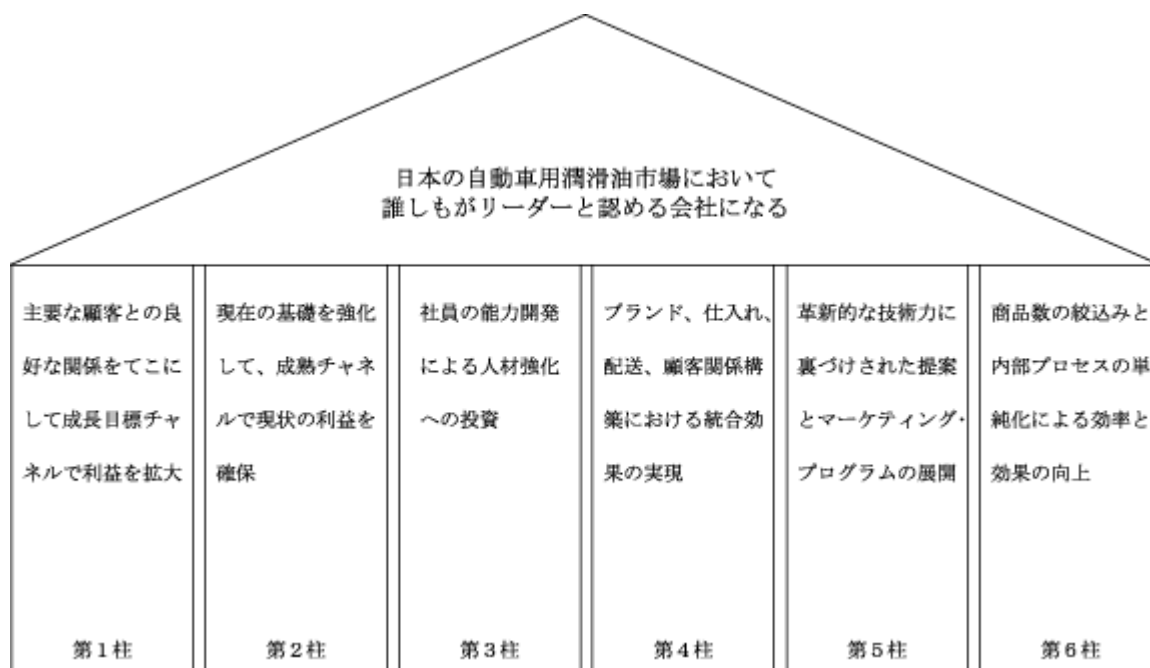 日本の自動車用潤滑油市場において
誰しもがリーダーと認める会社になる
主要な顧客との良
好な関係をてこに
して成長目標チャ
ネルで利益を拡大
第1柱
現在の基礎を強化
して、成熟チャネ
ルで現状の利益を
確保
第2柱
社員の能力開発
による人材強化
への投資
第3柱
ブランド、仕入れ、
配送、顧客関係構
築における統合効
果の実現
第4柱
革新的な技術力に
裏づけされた提案
とマーケティング・
プログラムの展開
第5柱
商品数の絞込みと
内部プロセスの単
純化による効率と
効果の向上
第6柱